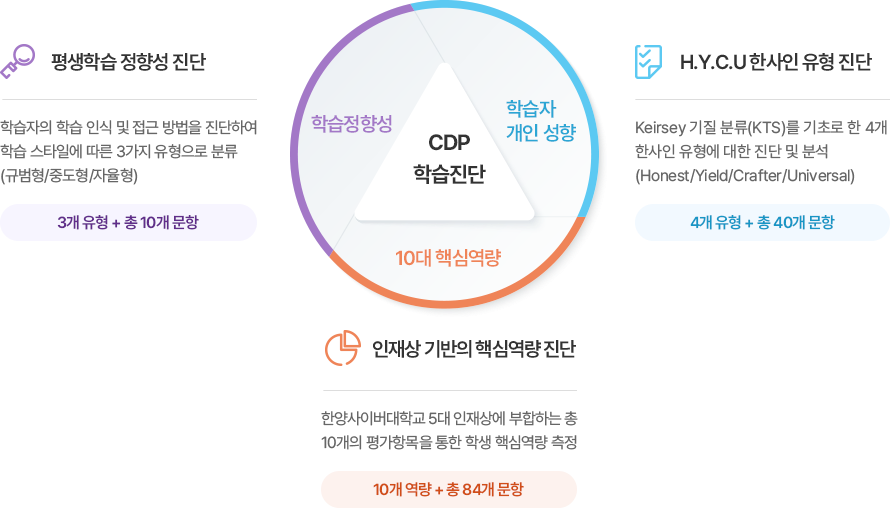 평생학습 정향성 진단
학습자의 학습 인식 및 접근 방법을 진단하여
학습 스타일에 따른 3가지 유형으로 분류
(규범형/중도형/자율형)
3개 유형 + 총 10개 문항
학습정향성
학습자
개인 성향
CDP
학습진단
10대 핵심역량
H.Y.C.U 한사인 유형 진단
Keirsey 기질 분류(KTS)를 기초로 한 4개
한사인 유형에 대한 진단 및 분석
(Honest/Yield/Crafter/Universal)
4개 유형 + 총 40개 문항
인재상 기반의 핵심역량 진단
한양사이버대학교 5대 인재상에 부합하는 총
10개의 평가항목을 통한 학생 핵심역량 측정
10개 역량 + 총 84개 문항